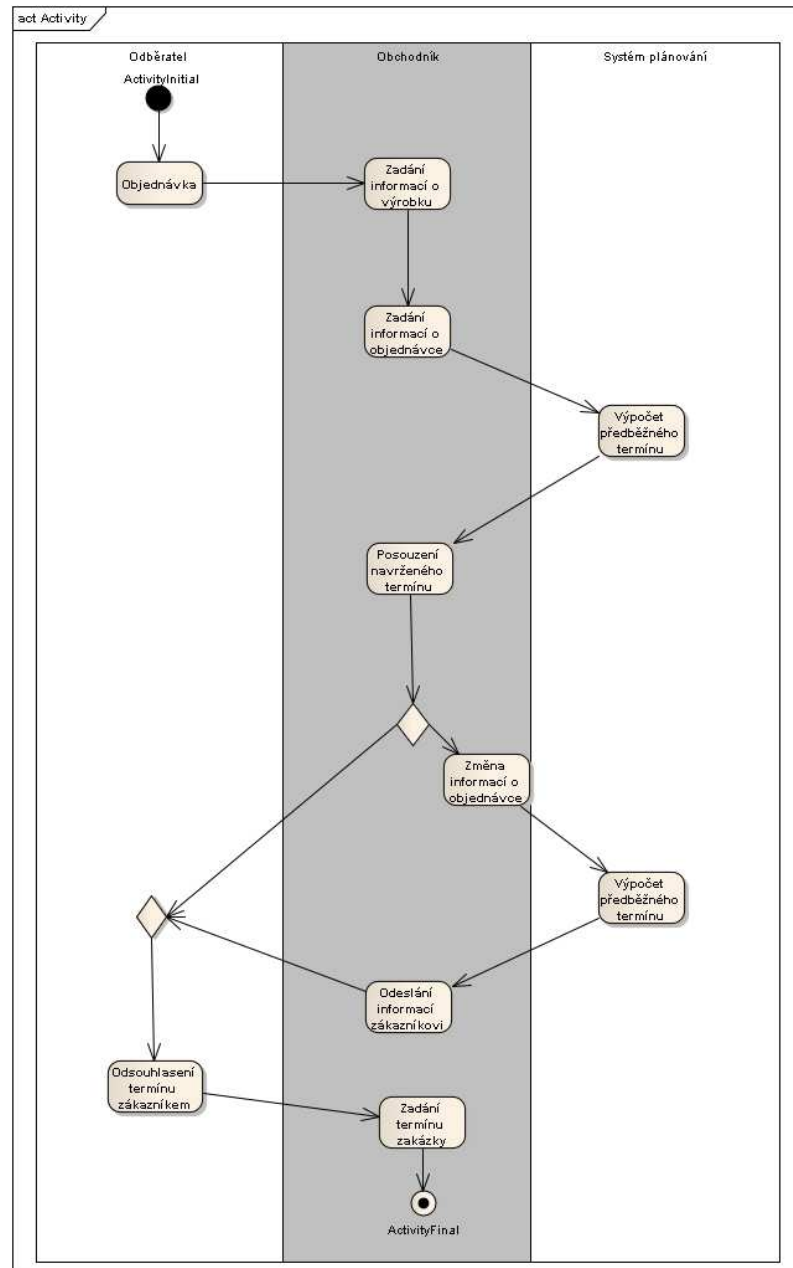 act Activity
Odběratel
Obchodník
Systém plánování
ActivityInitial
Objednávka
Zadání
informací o
výrobku
Zadání
informací o
objednávce
Výpočet
předběžného
termínu
Posouzení
navrženého
termínu
Změna
informací o
objednávce
Výpočet
předběžného
termínu
Odeslání
informací
zákazníkovi
Odsouhlasení
termínu
zákazníkem
Zadání
termínu
zakázky
ActivityFinal